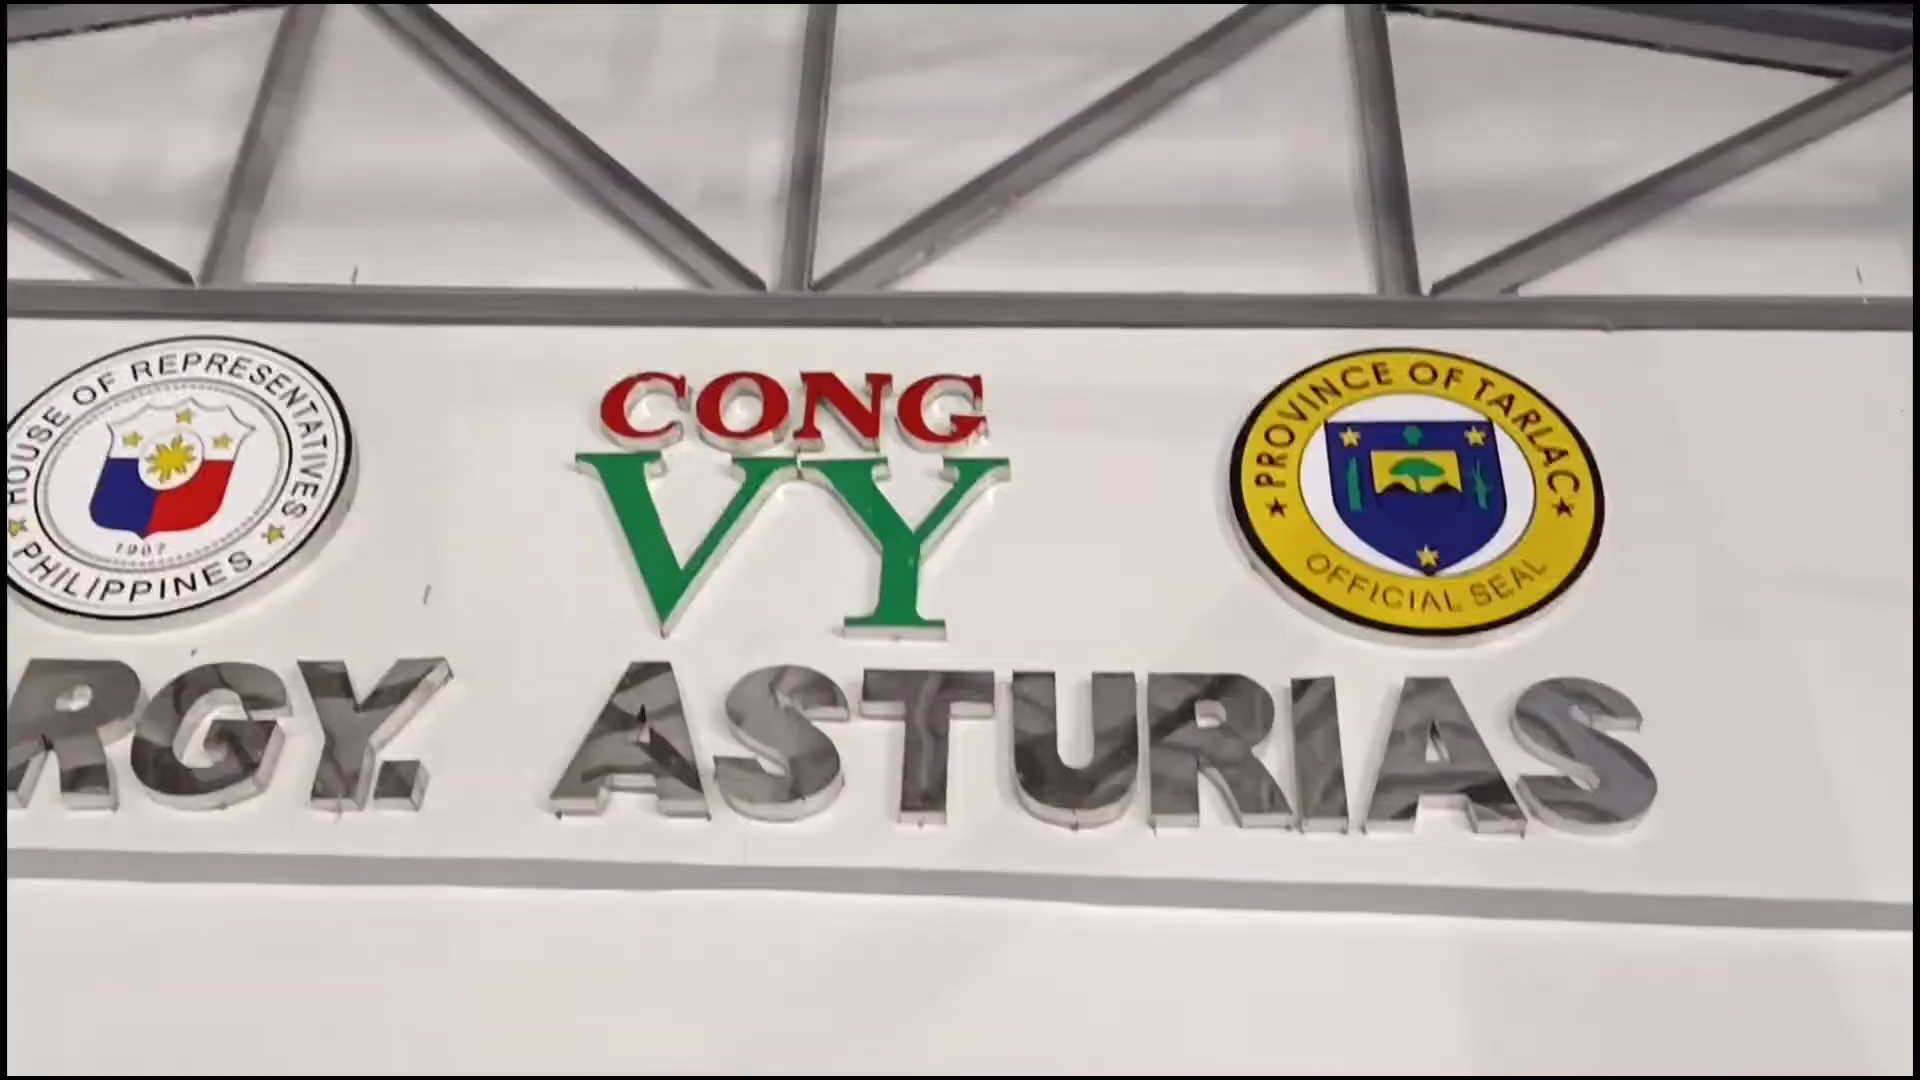 HOUSE OF REPRESENTATIVES
1907
PHILIPPINES
CONG
VY
PROVINCE OF TARLAC
OFFICIAL SEAL
RGY. ASTURIAS